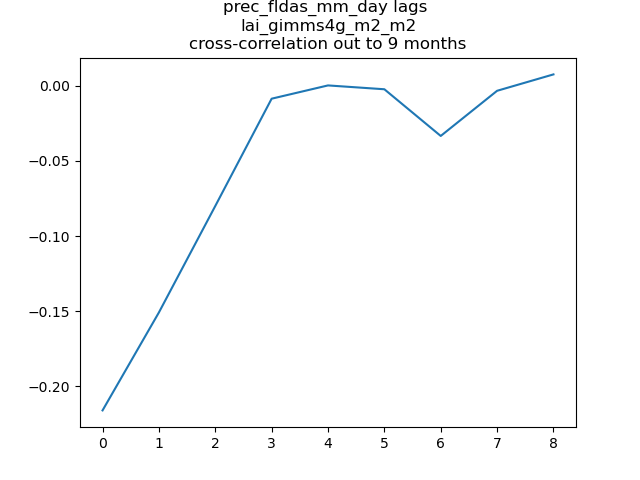 prec_fldas_mm_day lags
lai_gimms4g_m2_m2
cross-correlation out to 9 months
0.00
−0.05
−0.10
−0.15
−0.20
0 1 2 3 4 5 6 7 8